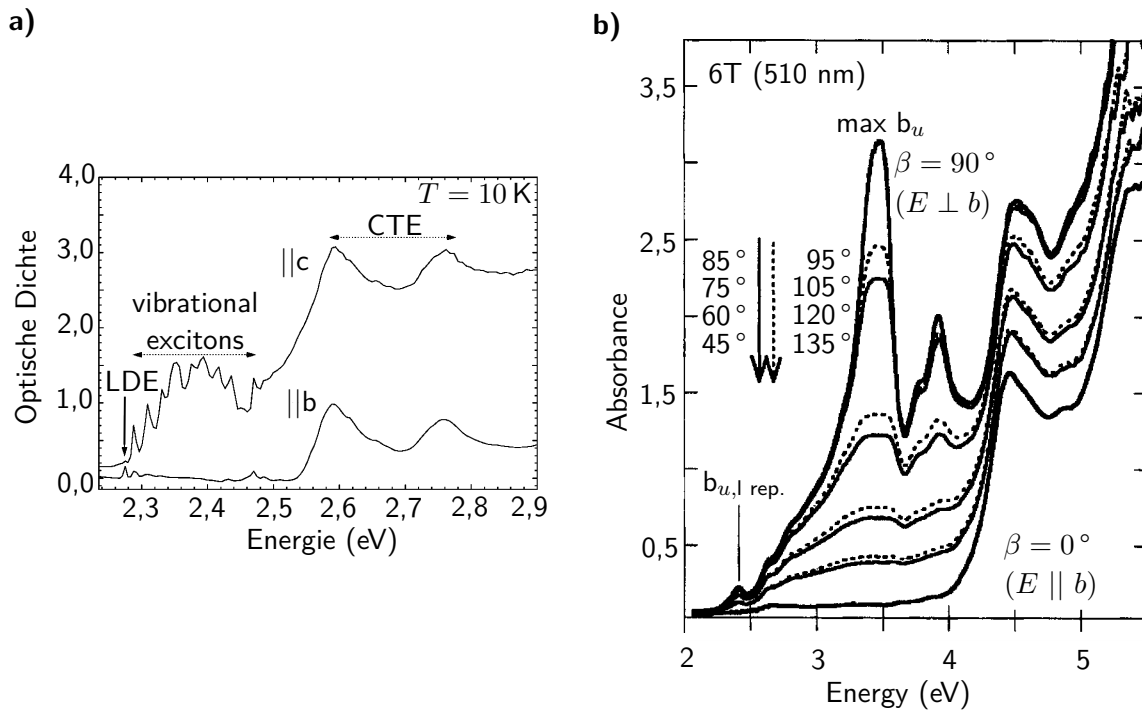 a)
4,0
3,0
2,0
1,0
0,0
Optische Dichte
T = 10 K
CTE
||c
vibrational
excitons
LDE
||b
2,3 2,4 2,5 2,6 2,7 2,8 2,9
Energie (eV)
b)
3,5
2,5
1,5
0,5
Absorbance
6T (510 nm)
max b_u
β = 90°
(E ⊥ b)
85° 95°
75° 105°
60° 120°
45° 135°
b_u,l rep.
β = 0°
(E || b)
2 3 4 5
Energy (eV)